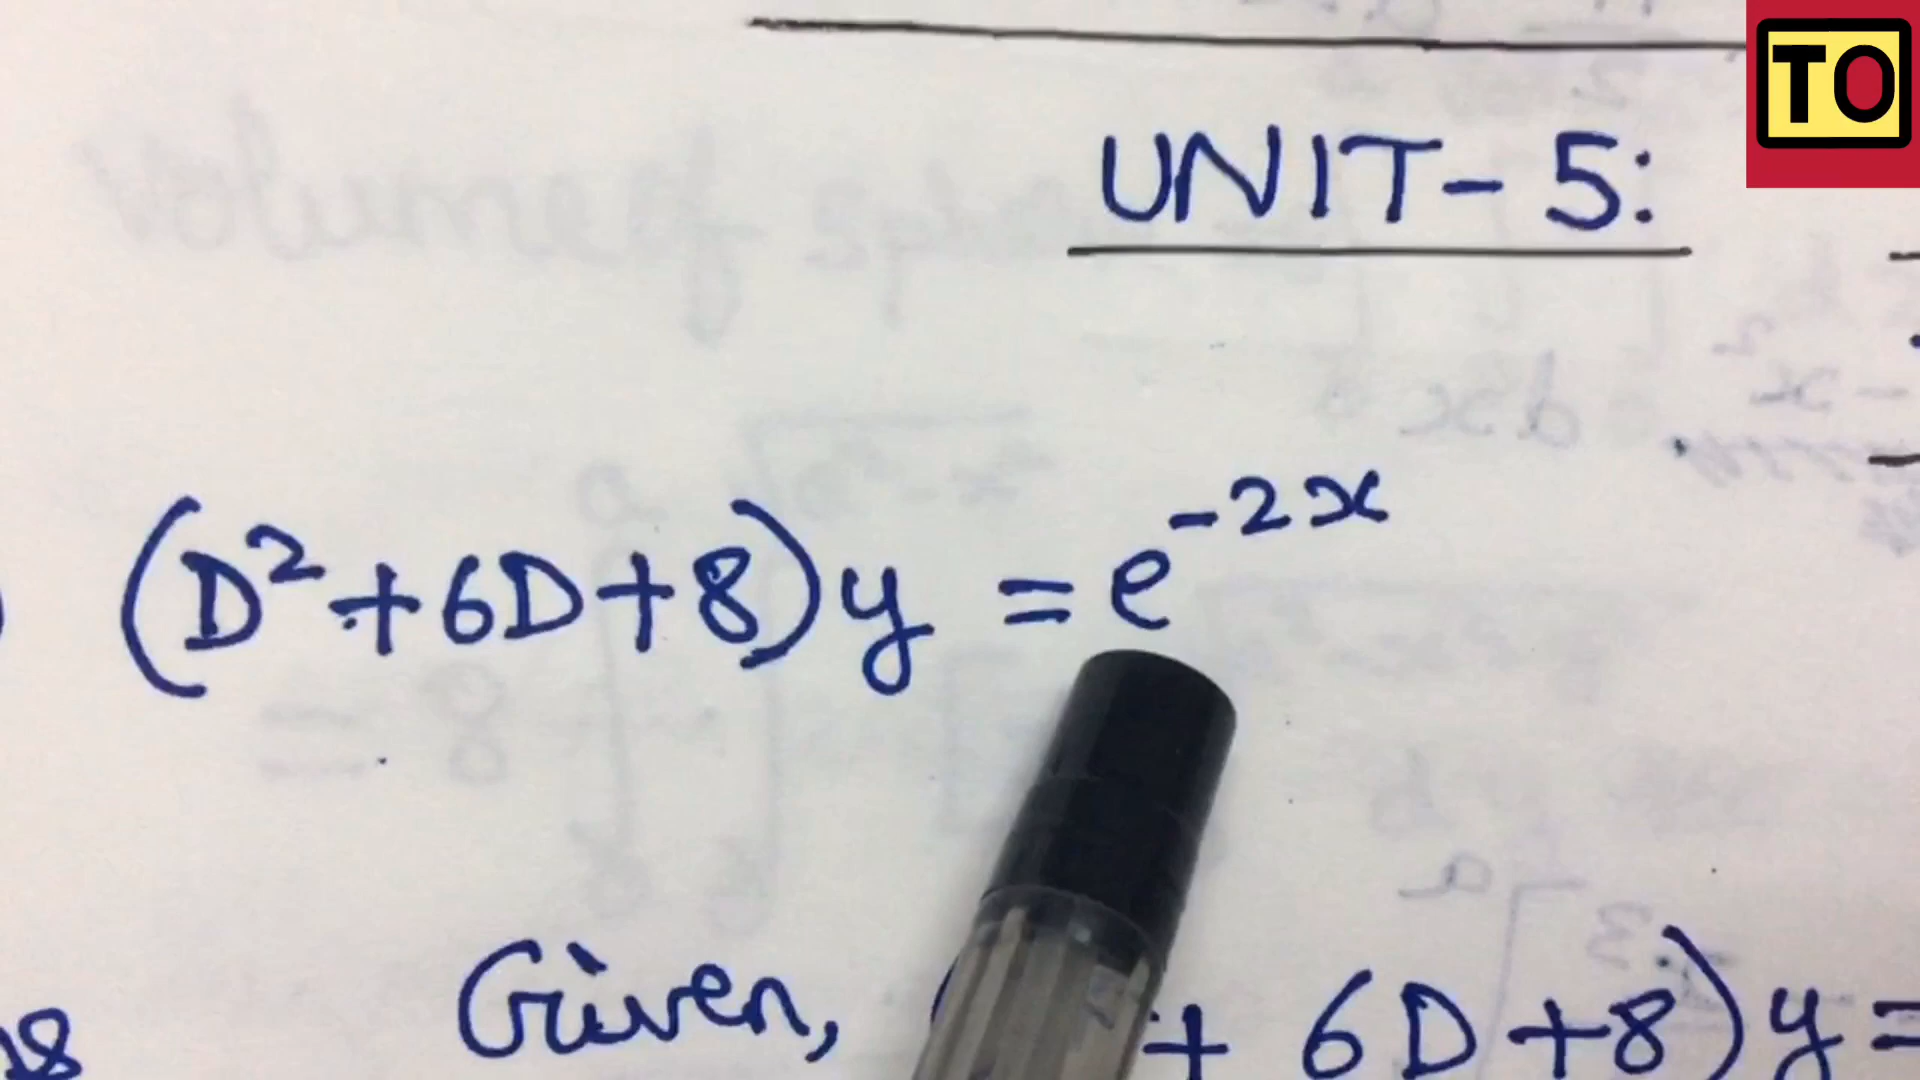 TO
UNIT-5:
(D²+6D+8)y = e^-2x
Given, + 6D+8)y =